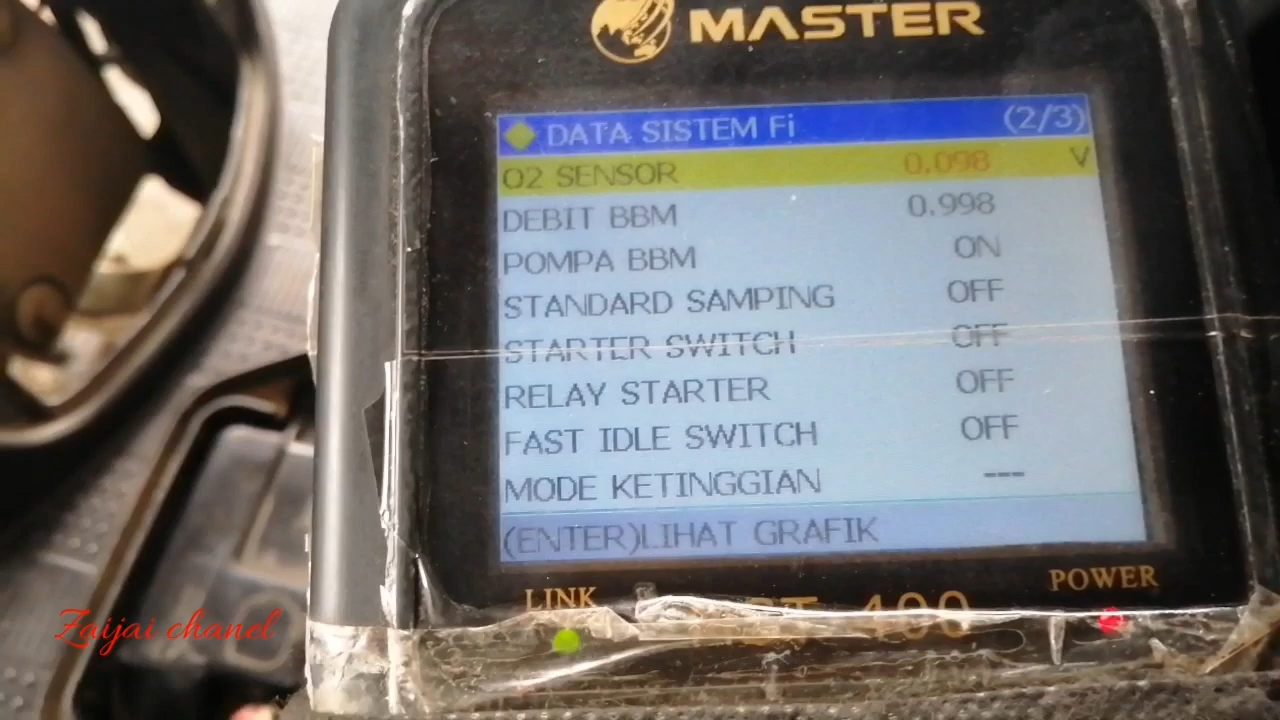 MASTER
DATA SISTEM Fi (2/3)
O2 SENSOR 0.098 V
DEBIT BBM 0.998
POMPA BBM ON
STANDARD SAMPING OFF
STARTER SWITCH OFF
RELAY STARTER OFF
FAST IDLE SWITCH OFF
MODE KETINGGIAN ---
(ENTER)LIHAT GRAFIK
LINK 400 POWER
Zaijai chanel